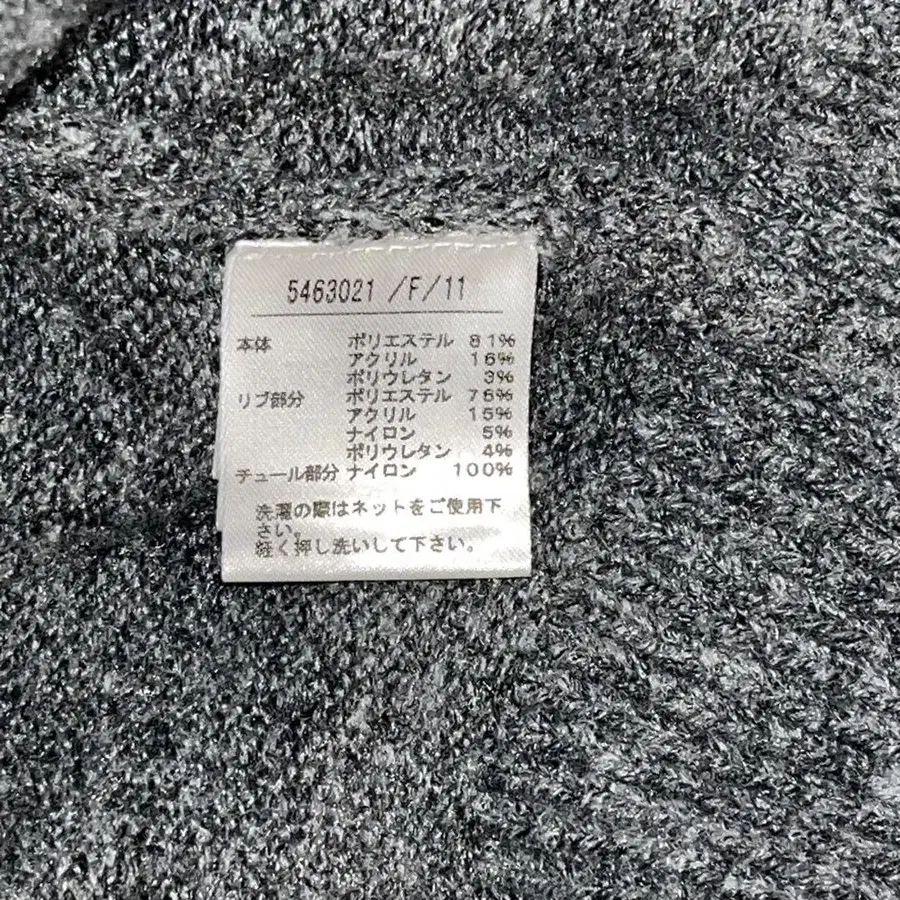 5463021 /F/11
本体 ポリエステル 81%
アクリル 16%
ポリウレタン 3%
リブ部分 ポリエステル 76%
アクリル 15%
ナイロン 5%
ポリウレタン 4%
チュール部分 ナイロン 100%
洗濯の際はネットをご使用下
さい。
軽く押し洗いして下さい。